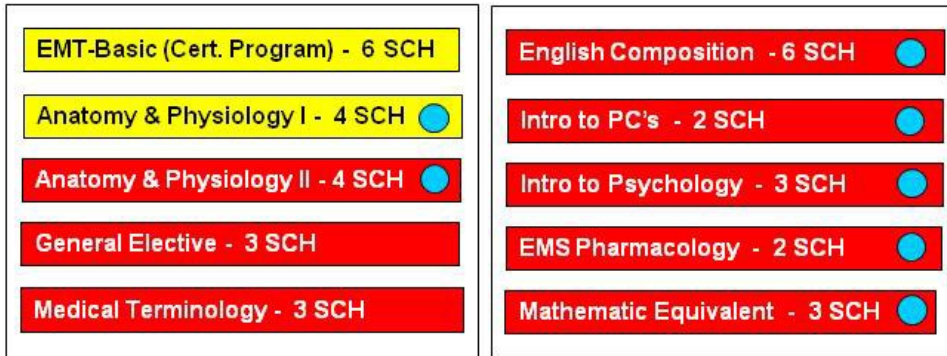 EMT-Basic (Cert. Program) - 6 SCH
Anatomy & Physiology I - 4 SCH
Anatomy & Physiology II - 4 SCH
General Elective - 3 SCH
Medical Terminology - 3 SCH
English Composition - 6 SCH
Intro to PC's - 2 SCH
Intro to Psychology - 3 SCH
EMS Pharmacology - 2 SCH
Mathematic Equivalent - 3 SCH